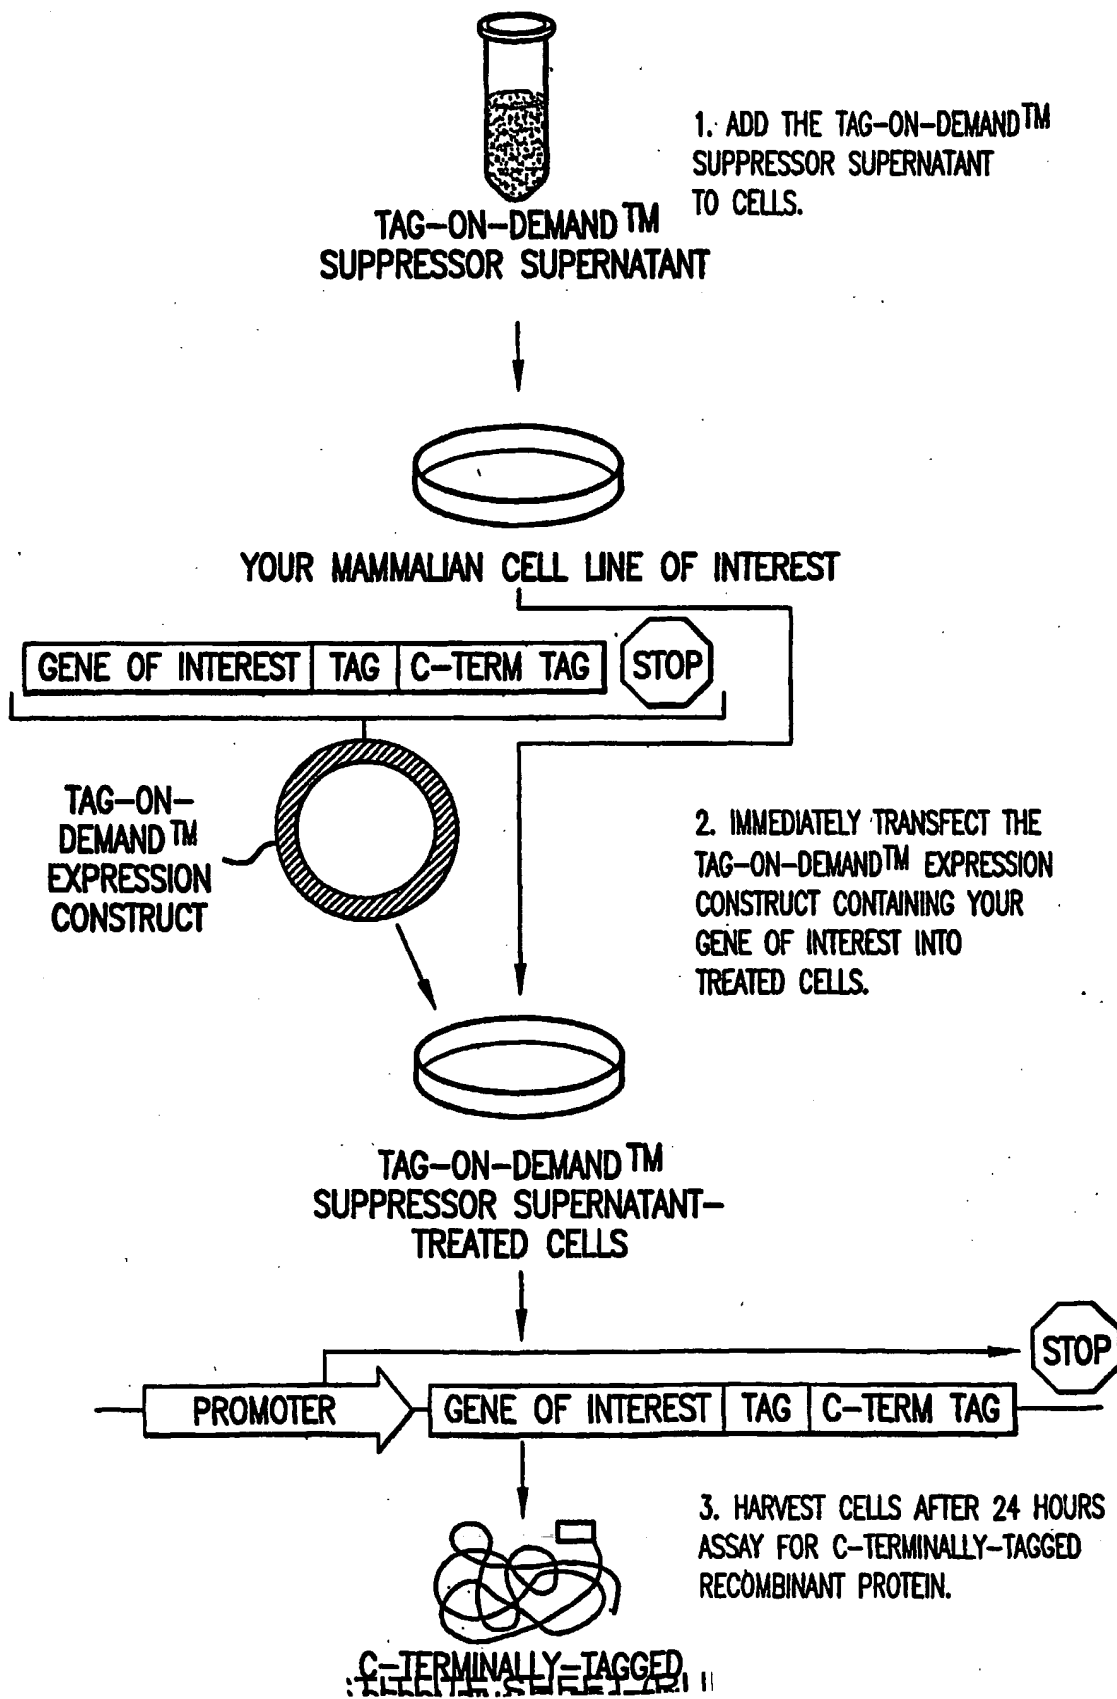 1. ADD THE TAG-ON-DEMAND™
SUPPRESSOR SUPERNATANT
TO CELLS.
TAG-ON-DEMAND™
SUPPRESSOR SUPERNATANT
YOUR MAMMALIAN CELL LINE OF INTEREST
GENE OF INTEREST TAG C-TERM TAG STOP
TAG-ON-
DEMAND™
EXPRESSION
CONSTRUCT
2. IMMEDIATELY TRANSFECT THE
TAG-ON-DEMAND™ EXPRESSION
CONSTRUCT CONTAINING YOUR
GENE OF INTEREST INTO
TREATED CELLS.
TAG-ON-DEMAND™
SUPPRESSOR SUPERNATANT-
TREATED CELLS
STOP
PROMOTER GENE OF INTEREST TAG C-TERM TAG
3. HARVEST CELLS AFTER 24 HOURS
ASSAY FOR C-TERMINALLY-TAGGED
RECOMBINANT PROTEIN.
C-TERMINALLY-TAGGED